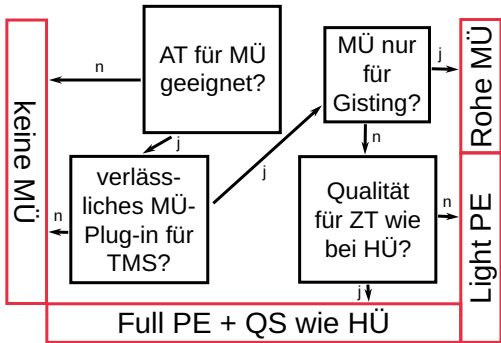 AT für MÜ
geeignet?
n
j
keine MÜ
verläss-
liches MÜ-
Plug-in für
TMS?
n
j
MÜ nur
für
Gisting?
j
n
Rohe MÜ
Qualität
für ZT wie
bei HÜ?
n
j
Light PE
Full PE + QS wie HÜ